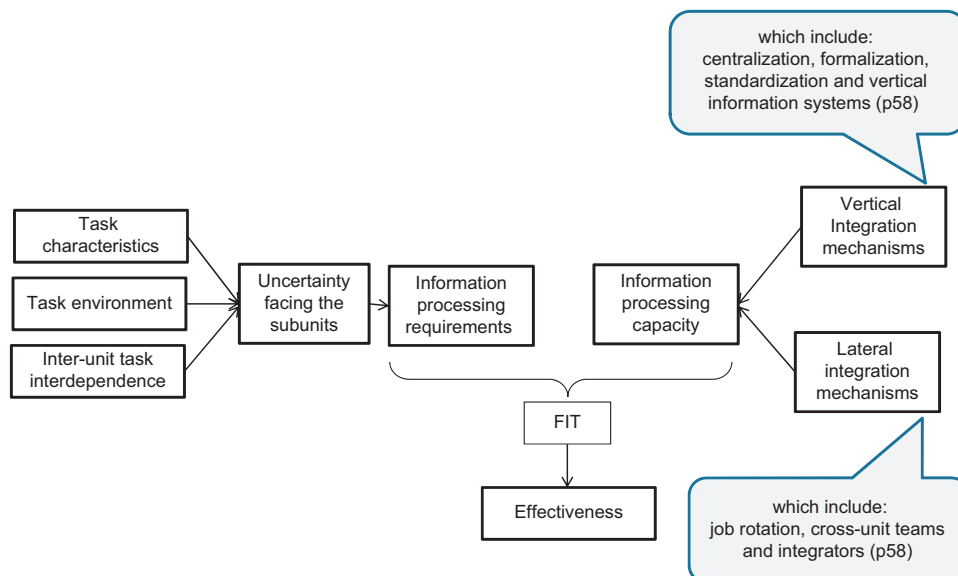 which include:
centralization, formalization,
standardization and vertical
information systems (p58)
Task
characteristics
Task environment
Inter-unit task
interdependence
Uncertainty
facing the
subunits
Information
processing
requirements
Information
processing
capacity
Vertical
Integration
mechanisms
Lateral
integration
mechanisms
FIT
Effectiveness
which include:
job rotation, cross-unit teams
and integrators (p58)